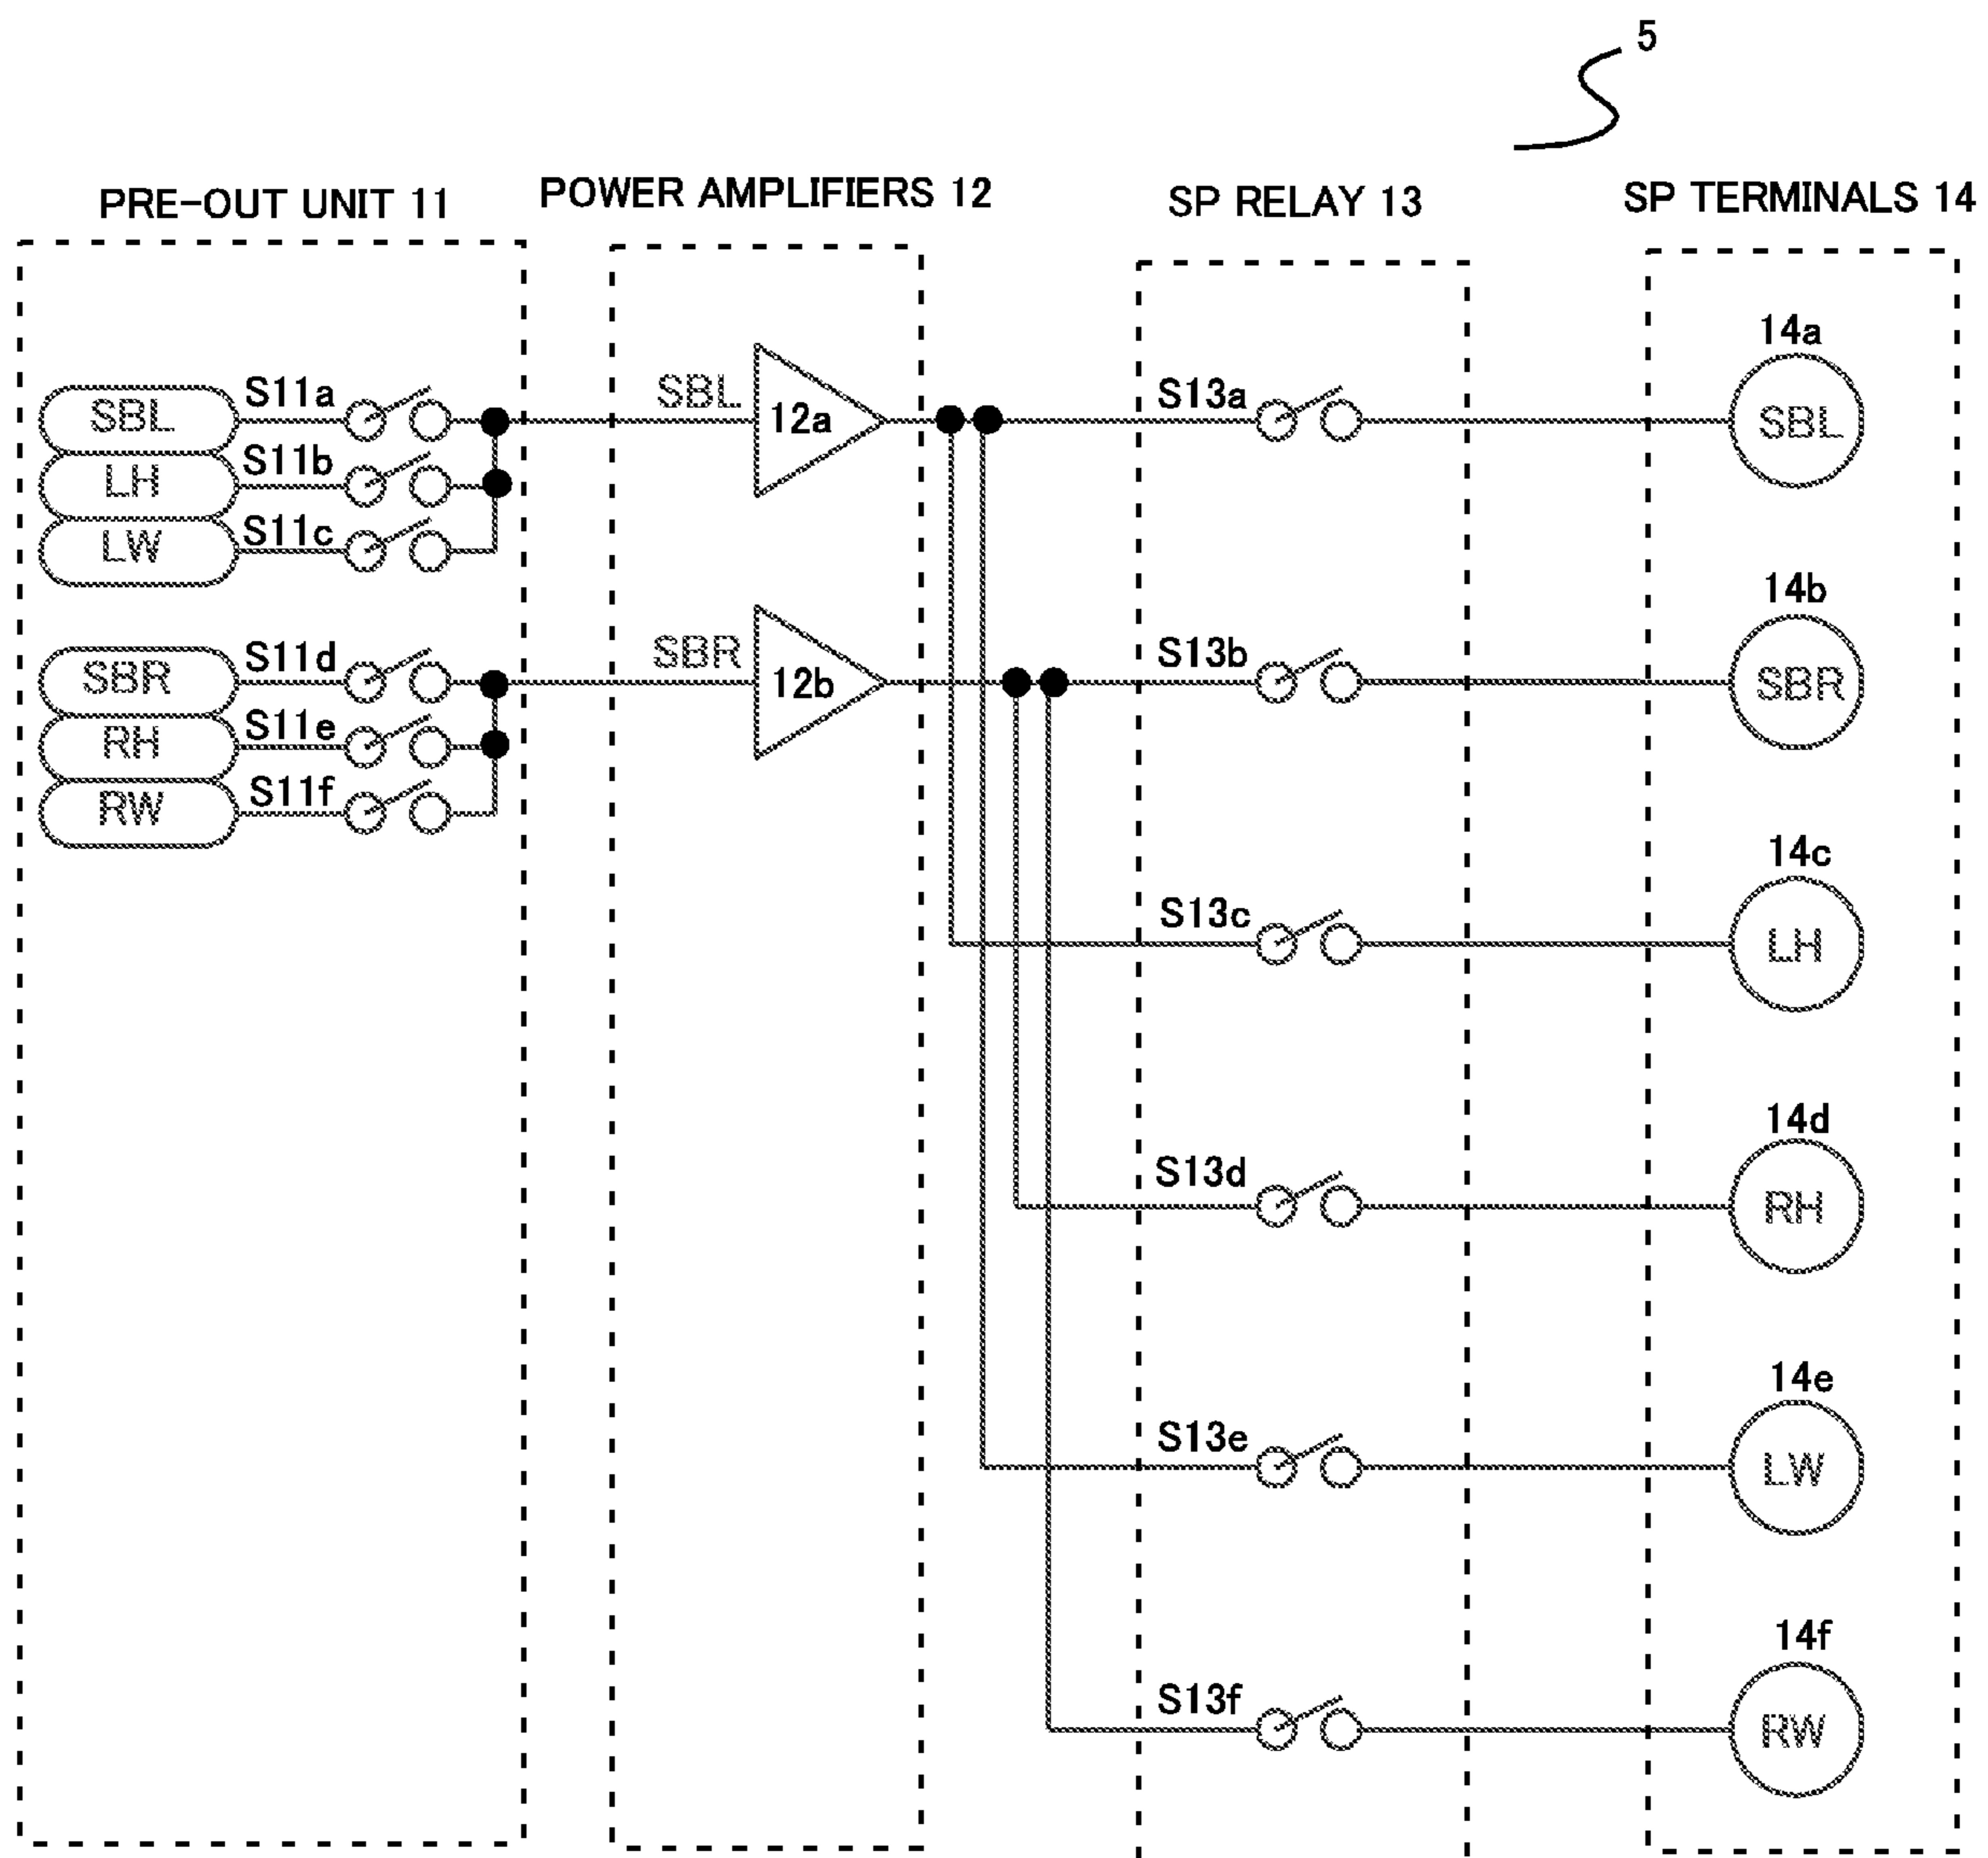 5
PRE-OUT UNIT 11
POWER AMPLIFIERS 12
SP RELAY 13
SP TERMINALS 14
SBL
S11a
LH
S11b
LW
S11c
SBR
S11d
RH
S11e
RW
S11f
SBL
12a
SBR
12b
S13a
S13b
S13c
S13d
S13e
S13f
14a
SBL
14b
SBR
14c
LH
14d
RH
14e
LW
14f
RW